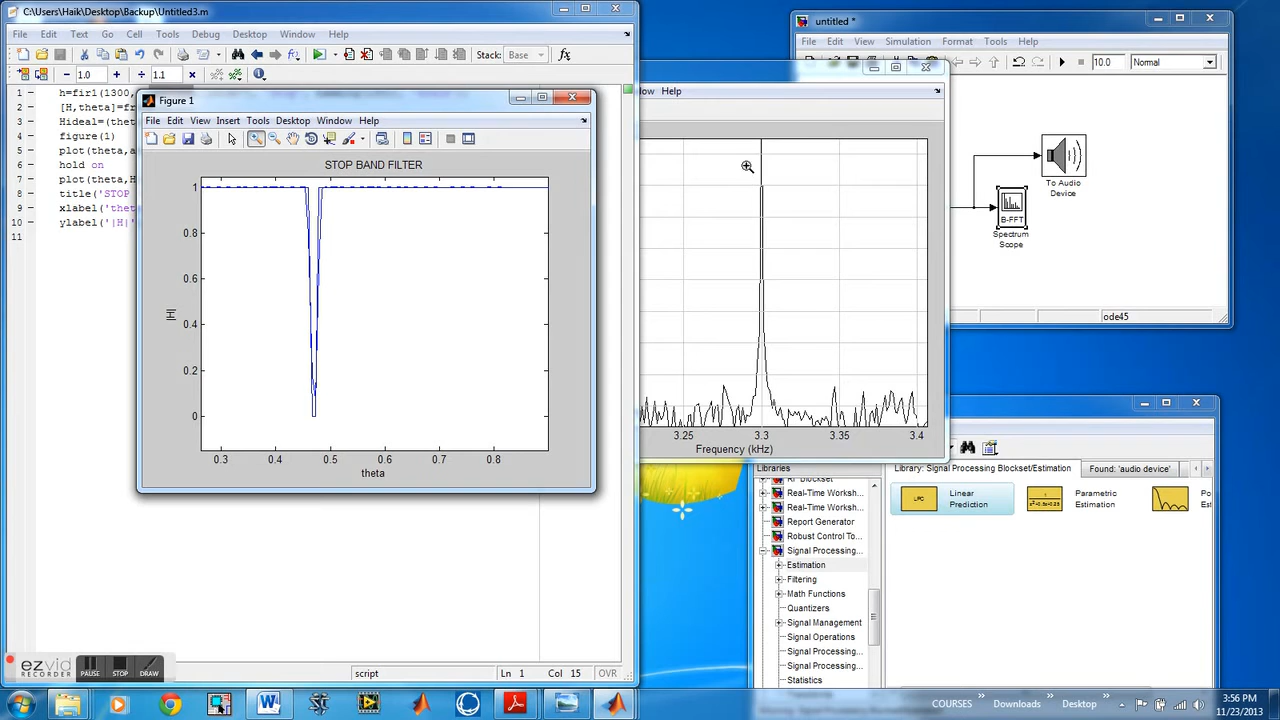 C:\Users\Haik\Desktop\Backup\Untitled3.m
File Edit Text Go Cell Tools Debug Desktop Window Help
Stack: Base fx
1.0 1.1
1 h=fir1(1300,
2 [H,theta]=fr
3 Hideal=(theta
4 figure(1)
5 plot(theta,a
6 hold on
7 plot(theta,H
8 title('STOP
9 xlabel('theta
10 ylabel('|H|'
11
Figure 1
File Edit View Insert Tools Desktop Window Help
STOP BAND FILTER
1
0.8
0.6
0.4
0.2
0
|H|
0.3 0.4 0.5 0.6 0.7 0.8
theta
Help
3.25 3.3 3.35 3.4
Frequency (kHz)
untitled *
File Edit View Simulation Format Tools Help
10.0 Normal
To Audio
Device
B-FFT
Spectrum
Scope
ode45
Libraries
Library: Signal Processing Blockset/Estimation Found: 'audio device'
RF Blockset
Real-Time Worksh...
Real-Time Worksh...
Report Generator
Robust Control To...
Signal Processing...
Estimation
Filtering
Math Functions
Quantizers
Signal Management
Signal Operations
Signal Processing...
Signal Processing...
Statistics
LPC
Linear
Prediction
Parametric
Estimation
Po
Est
ezvid
RECORDER
PAUSE STOP DRAW
script Ln 1 Col 15 OVR
COURSES Downloads Desktop
3:56 PM
11/23/2013